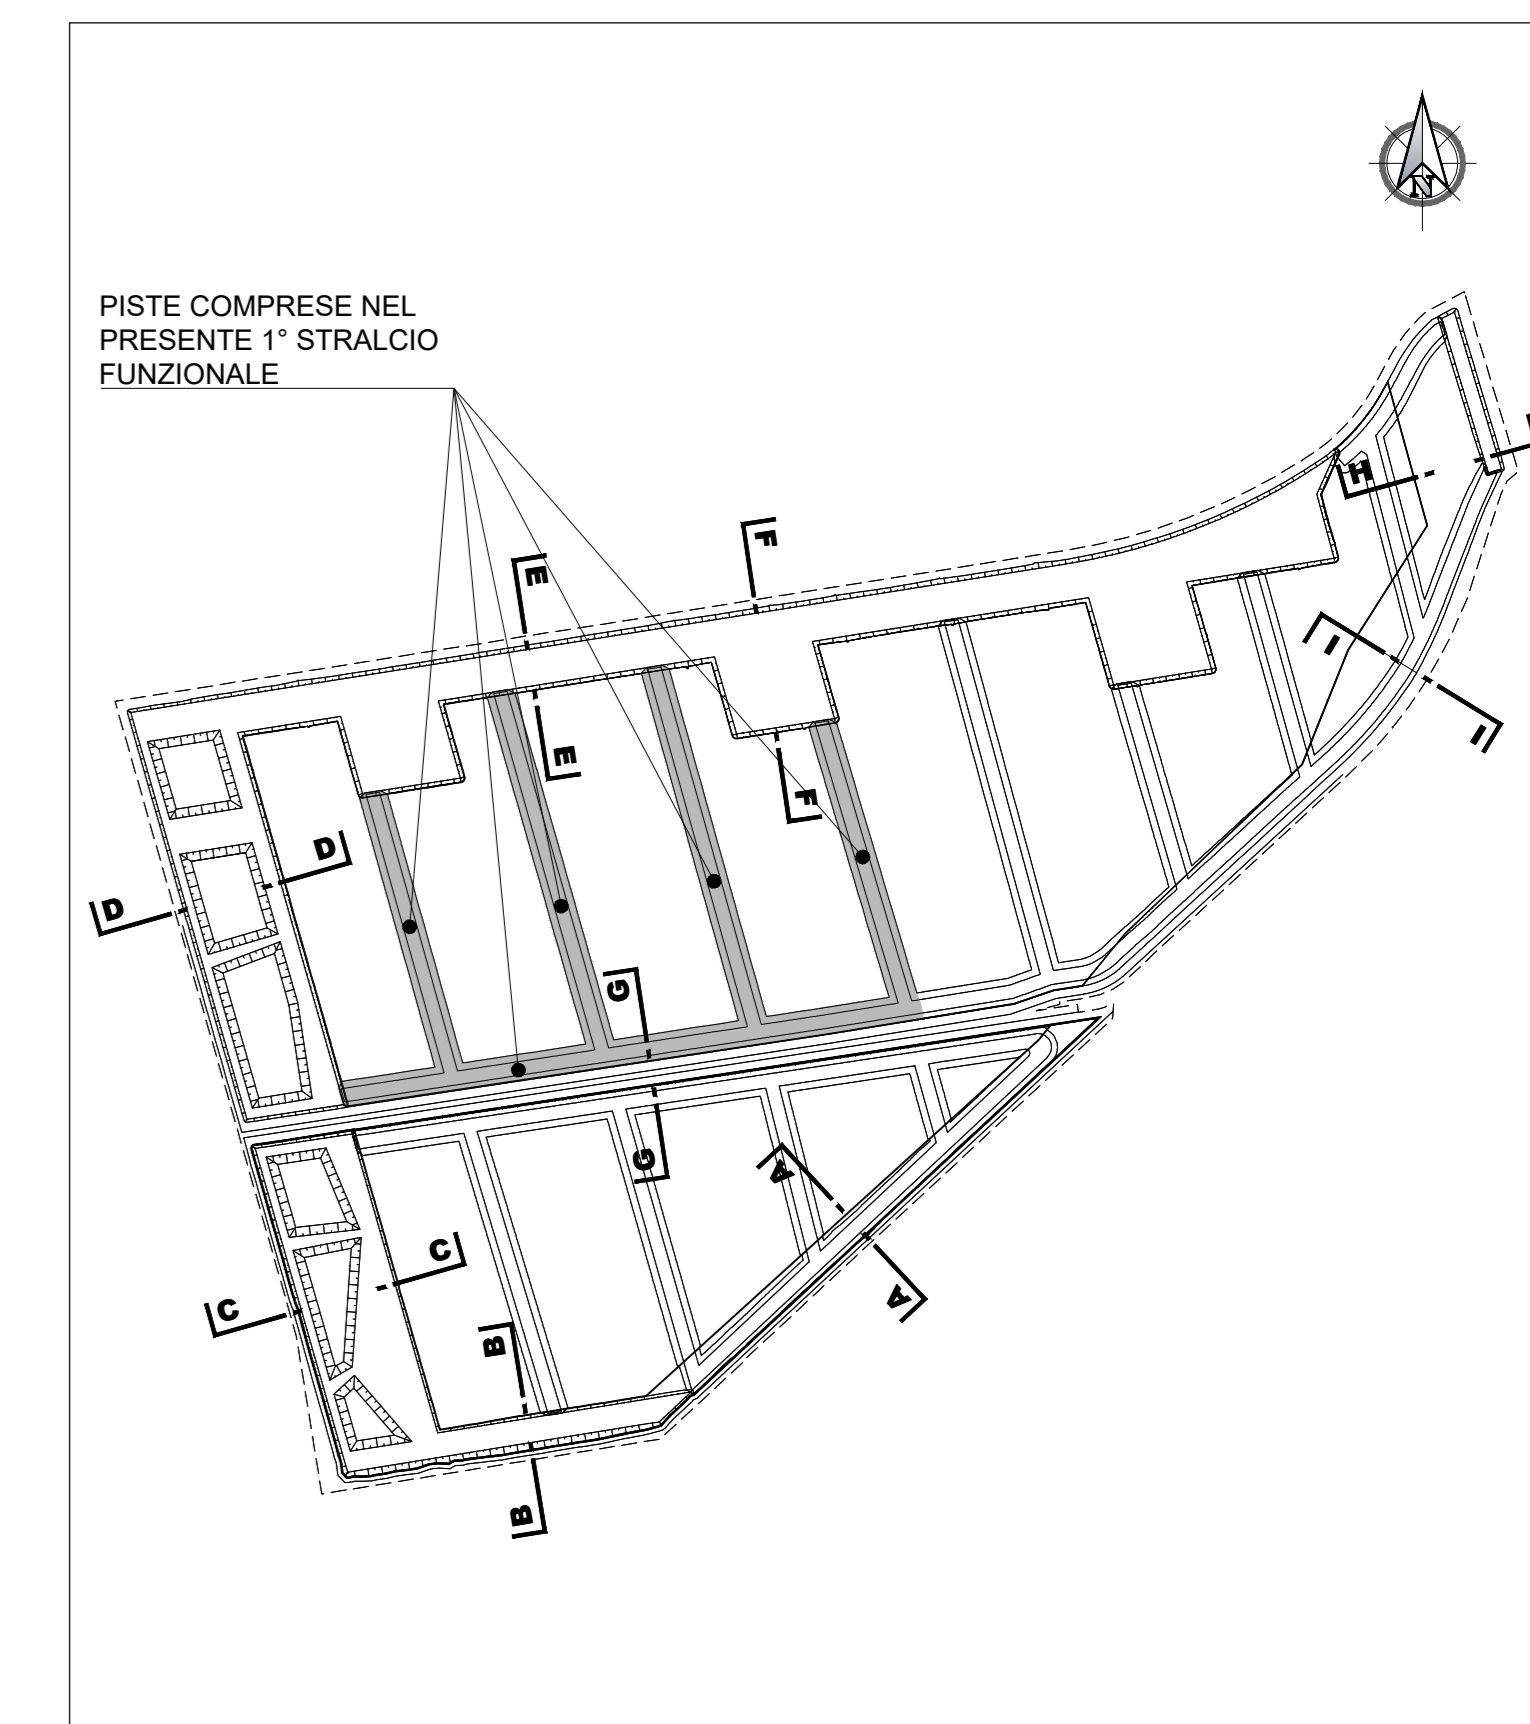 N
PISTE COMPRESE NEL
PRESENTE 1° STRALCIO
FUNZIONALE
H
F
E
I
E
F
D
D
G
I
G
A
C
A
C
B
B